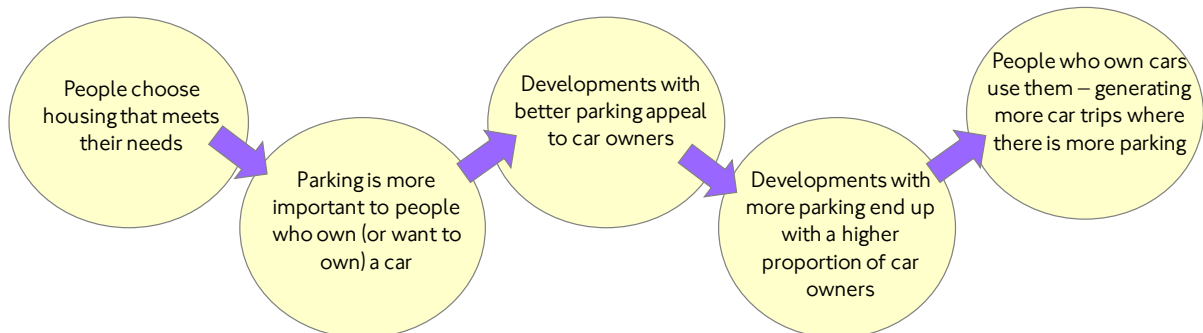 People choose
housing that meets
their needs
Parking is more
important to people
who own (or want to
own) a car
Developments with
better parking appeal
to car owners
Developments with
more parking end up
with a higher
proportion of car
owners
People who own cars
use them – generating
more car trips where
there is more parking